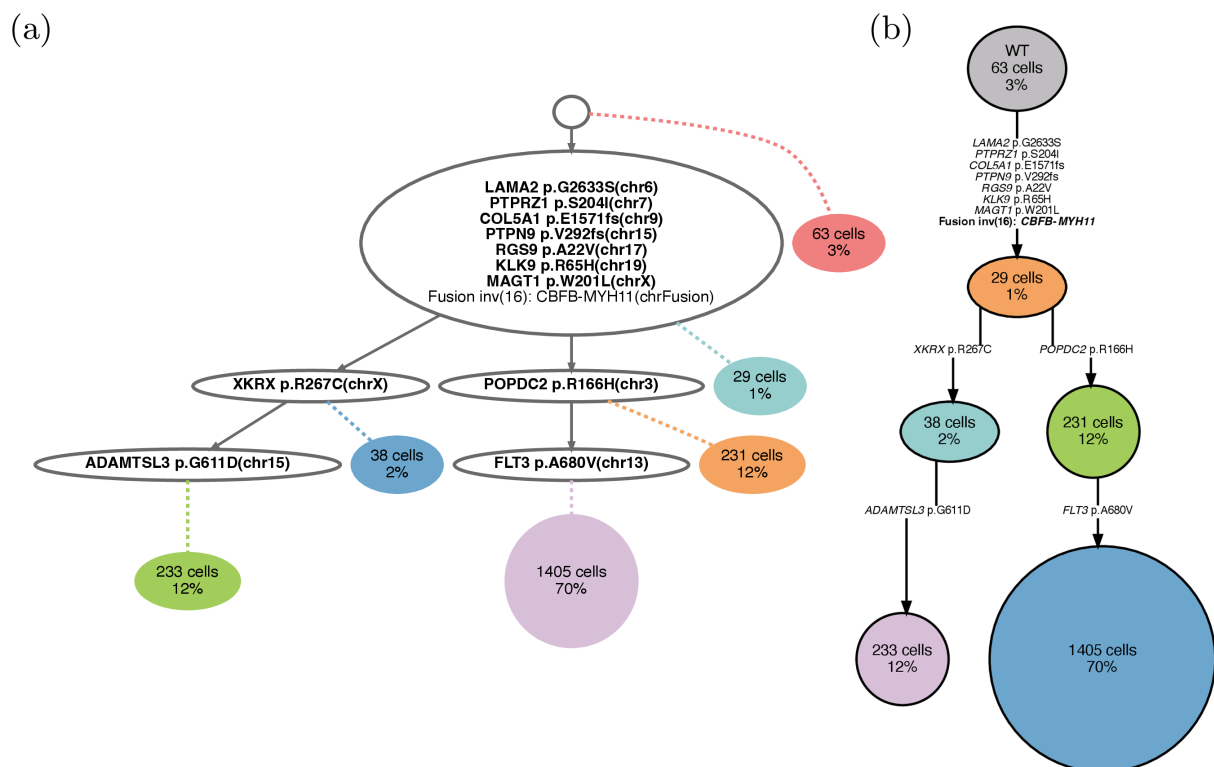 (a)
LAMA2 p.G2633S(chr6)
PTPRZ1 p.S204I(chr7)
COL5A1 p.E1571fs(chr9)
PTPN9 p.V292fs(chr15)
RGS9 p.A22V(chr17)
KLK9 p.R65H(chr19)
MAGT1 p.W201L(chrX)
Fusion inv(16): CBFB-MYH11(chrFusion)
63 cells
3%
XKRX p.R267C(chrX)
POPDC2 p.R166H(chr3)
29 cells
1%
ADAMTSL3 p.G611D(chr15)
38 cells
2%
FLT3 p.A680V(chr13)
231 cells
12%
233 cells
12%
1405 cells
70%
(b)
WT
63 cells
3%
LAMA2 p.G2633S
PTPRZ1 p.S204I
COL5A1 p.E1571fs
PTPN9 p.V292fs
RGS9 p.A22V
KLK9 p.R65H
MAGT1 p.W201L
Fusion inv(16): CBFB-MYH11
29 cells
1%
XKRX p.R267C
POPDC2 p.R166H
38 cells
2%
231 cells
12%
ADAMTSL3 p.G611D
FLT3 p.A680V
233 cells
12%
1405 cells
70%